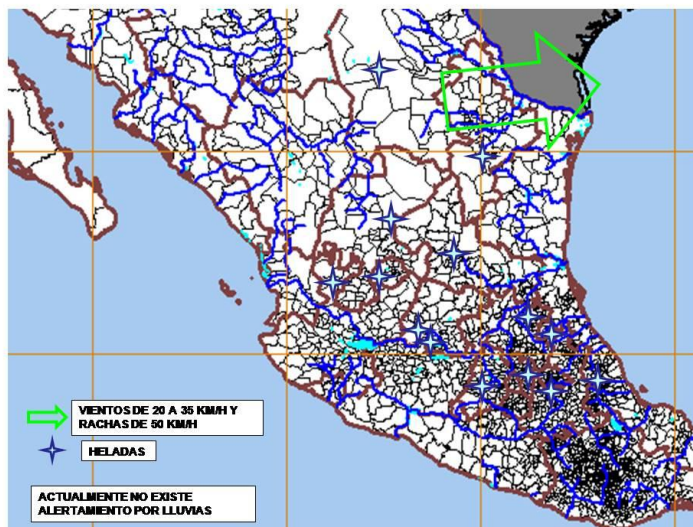 VIENTOS DE 20 A 35 KM/H Y
RACHAS DE 50 KM/H
HELADAS
ACTUALMENTE NO EXISTE
ALERTAMIENTO POR LLUVIAS